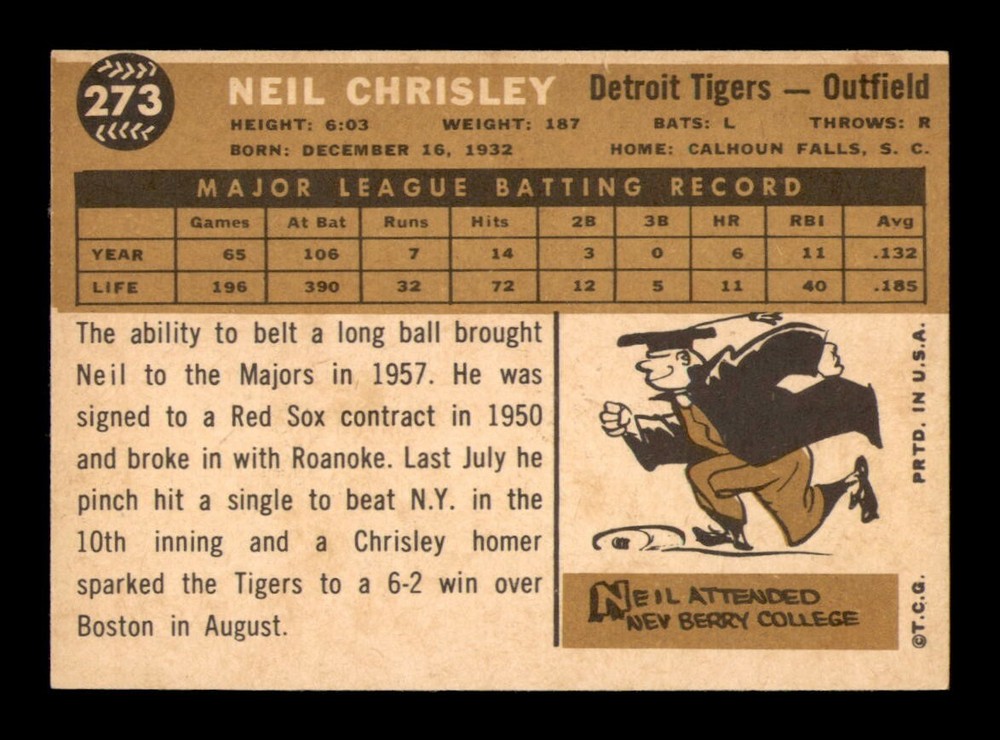 273
NEIL CHRISLEY Detroit Tigers — Outfield
HEIGHT: 6:03 WEIGHT: 187 BATS: L THROWS: R
BORN: DECEMBER 16, 1932 HOME: CALHOUN FALLS, S. C.
MAJOR LEAGUE BATTING RECORD
Games At Bat Runs Hits 2B 3B HR RBI Avg
YEAR 65 106 7 14 3 0 6 11 .132
LIFE 196 390 32 72 12 5 11 40 .185
The ability to belt a long ball brought
Neil to the Majors in 1957. He was
signed to a Red Sox contract in 1950
and broke in with Roanoke. Last July he
pinch hit a single to beat N.Y. in the
10th inning and a Chrisley homer
sparked the Tigers to a 6-2 win over
Boston in August.
NEIL ATTENDED
NEW BERRY COLLEGE
©T.C.G. PRTD. IN U.S.A.